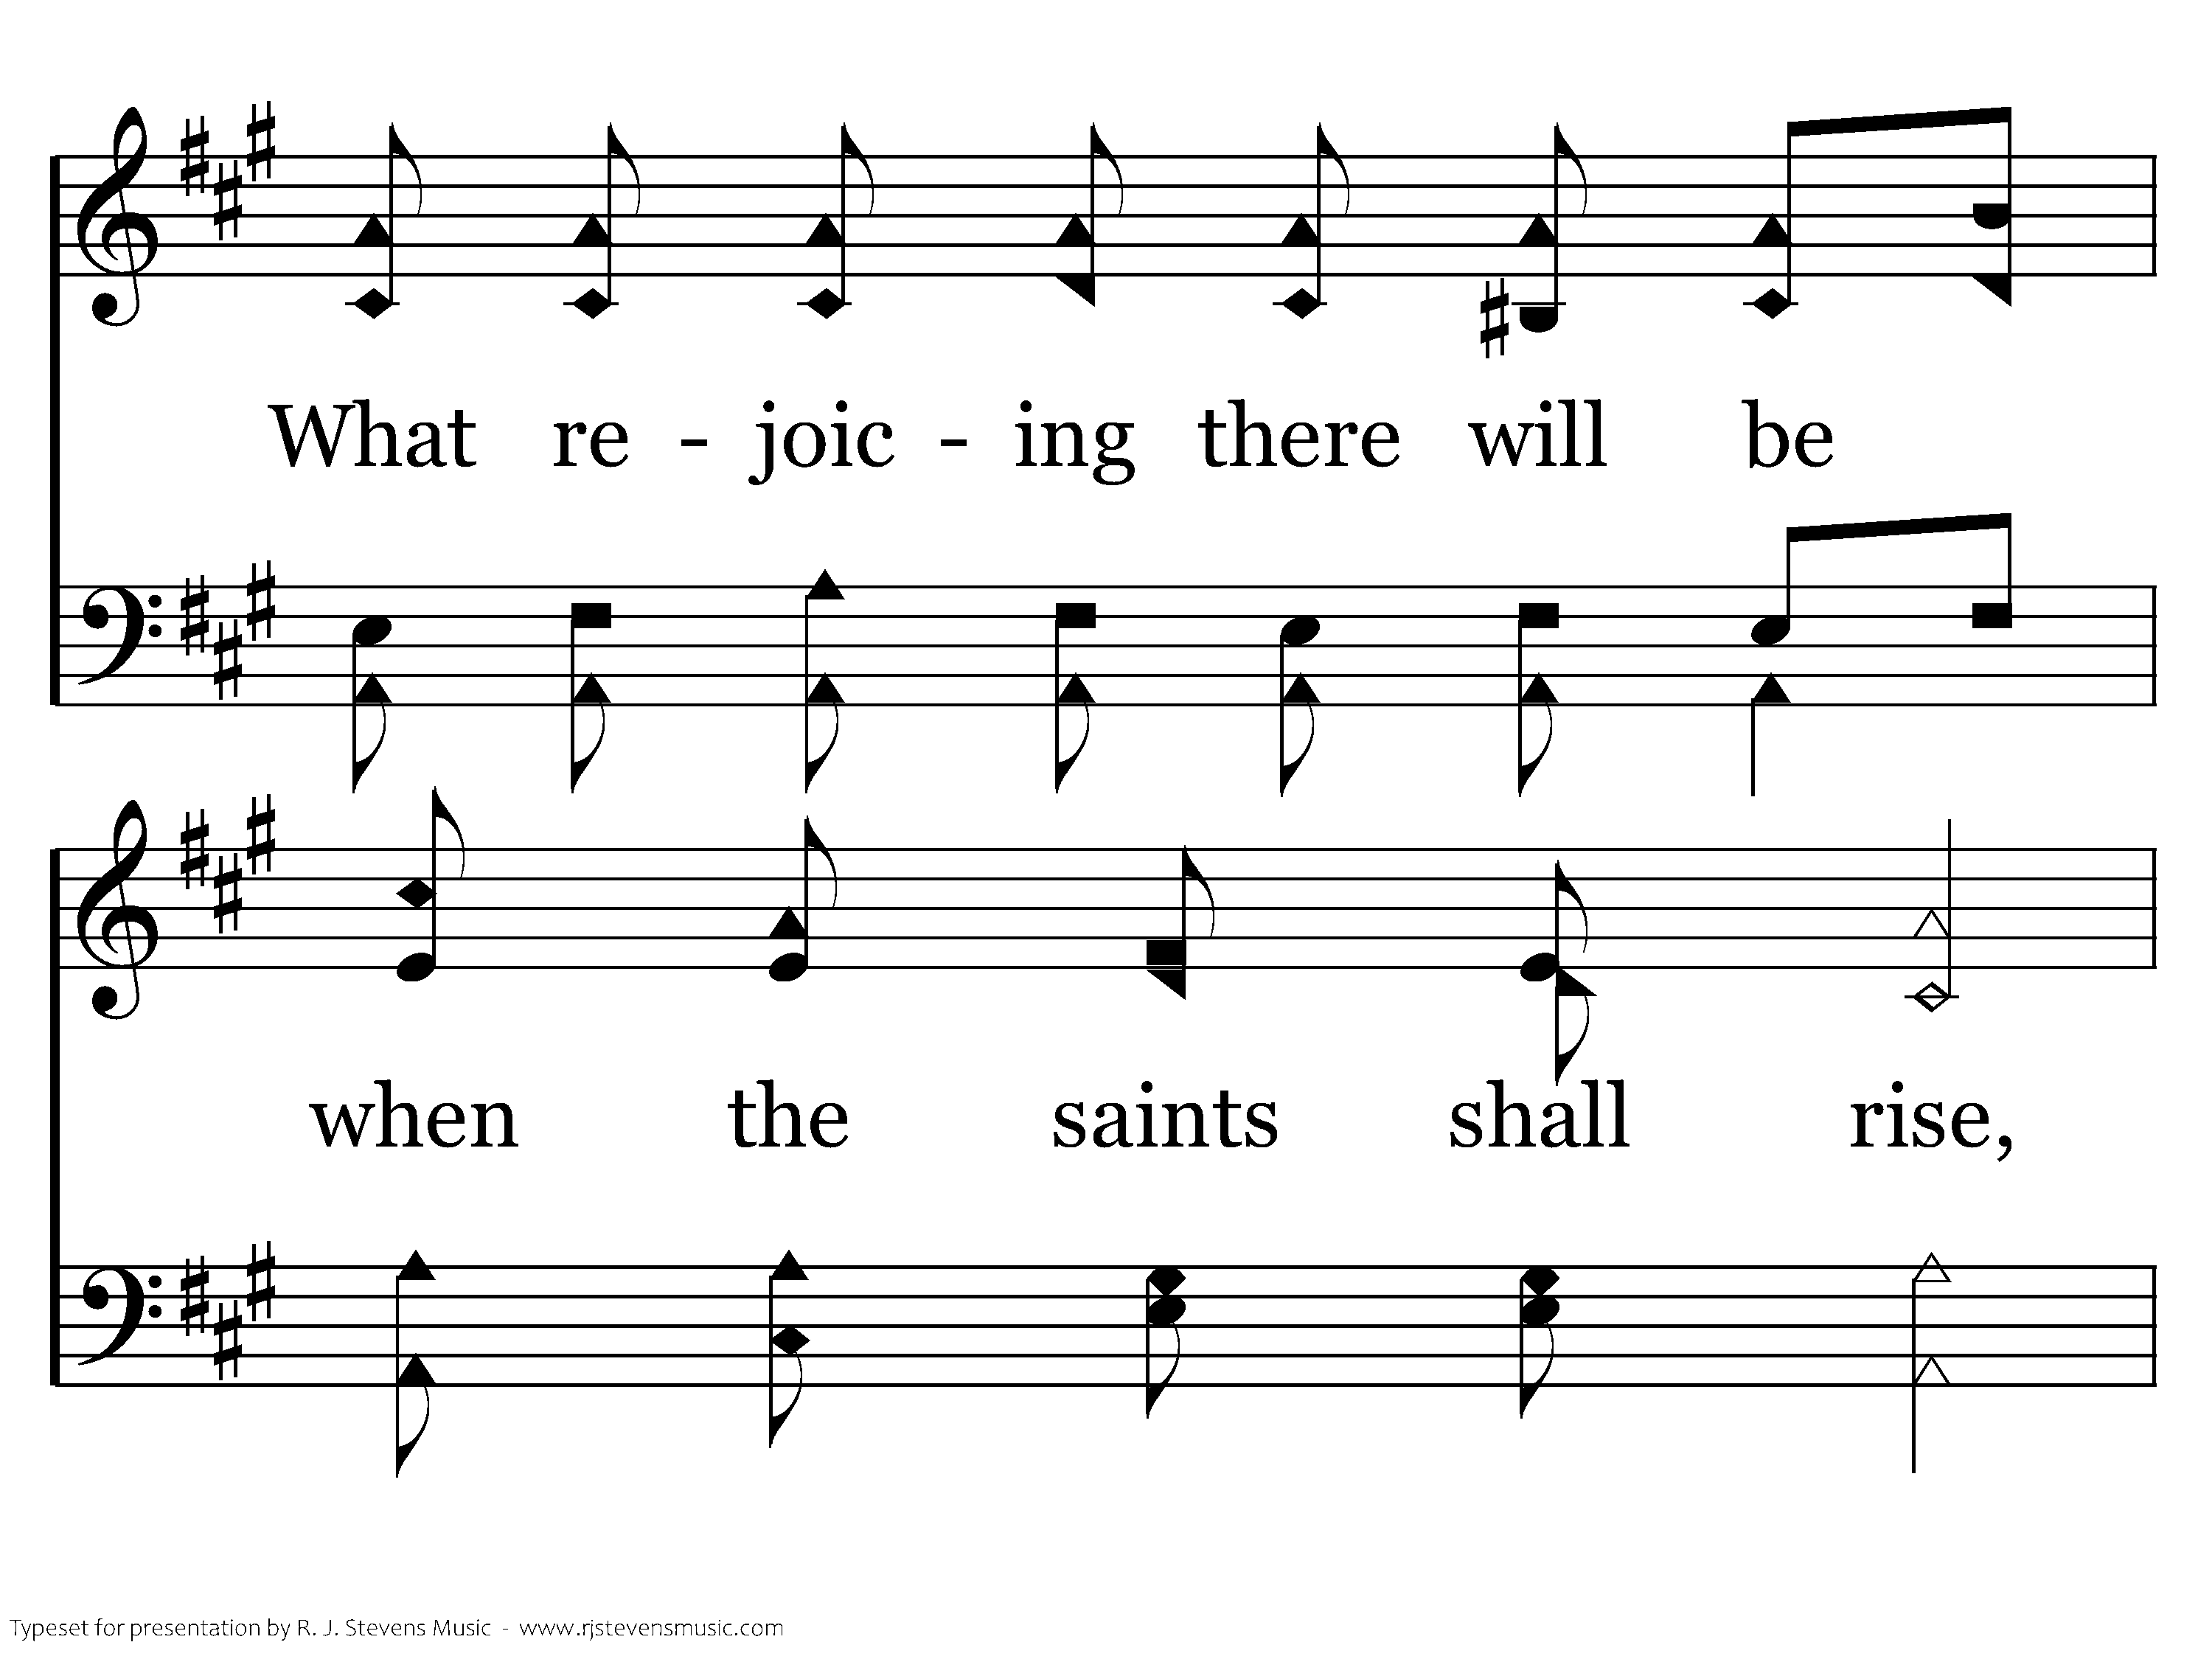 What re - joic - ing there will be
when the saints shall rise,
Typeset for presentation by R. J. Stevens Music - www.rjstevensmusic.com